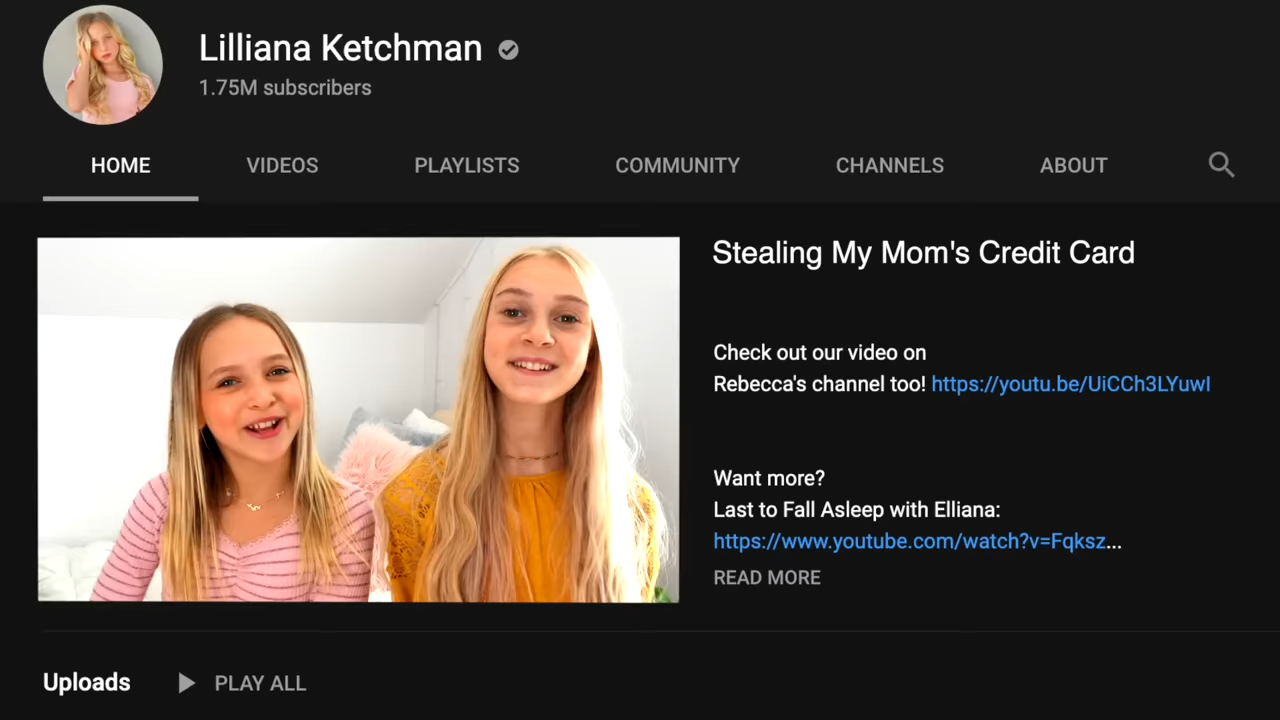 Lilliana Ketchman
1.75M subscribers
HOME VIDEOS PLAYLISTS COMMUNITY CHANNELS ABOUT
Stealing My Mom's Credit Card
Check out our video on
Rebecca's channel too! https://youtu.be/UiCCh3LYuwI
Want more?
Last to Fall Asleep with Elliana:
https://www.youtube.com/watch?v=Fqksz...
READ MORE
Uploads PLAY ALL